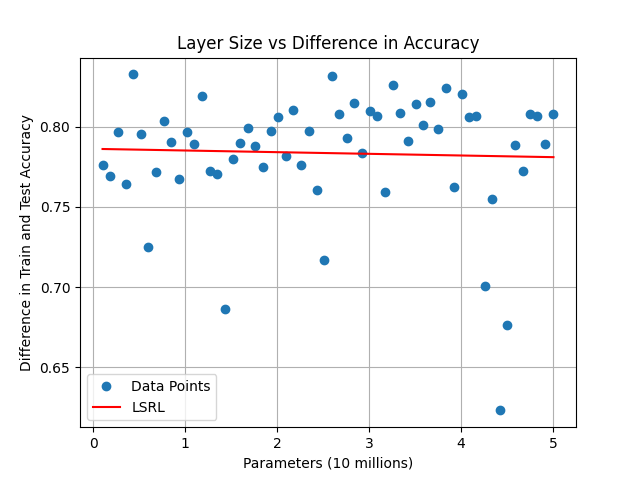 Layer Size vs Difference in Accuracy
Difference in Train and Test Accuracy
0.80
0.75
0.70
0.65
Data Points
LSRL
0 1 2 3 4 5
Parameters (10 millions)